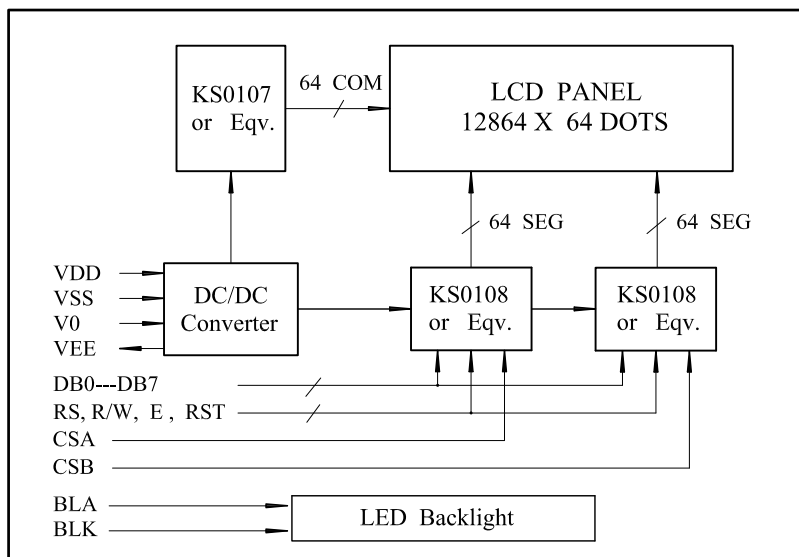 KS0107
or Eqv.
64 COM
LCD PANEL
12864 X 64 DOTS
64 SEG
64 SEG
VDD
VSS
V0
VEE
DC/DC
Converter
KS0108
or Eqv.
KS0108
or Eqv.
DB0---DB7
RS, R/W, E , RST
CSA
CSB
BLA
BLK
LED Backlight